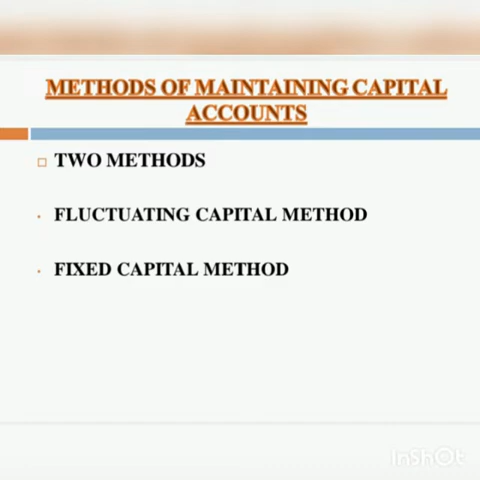 METHODS OF MAINTAINING CAPITAL
ACCOUNTS
TWO METHODS
FLUCTUATING CAPITAL METHOD
FIXED CAPITAL METHOD
InShOt